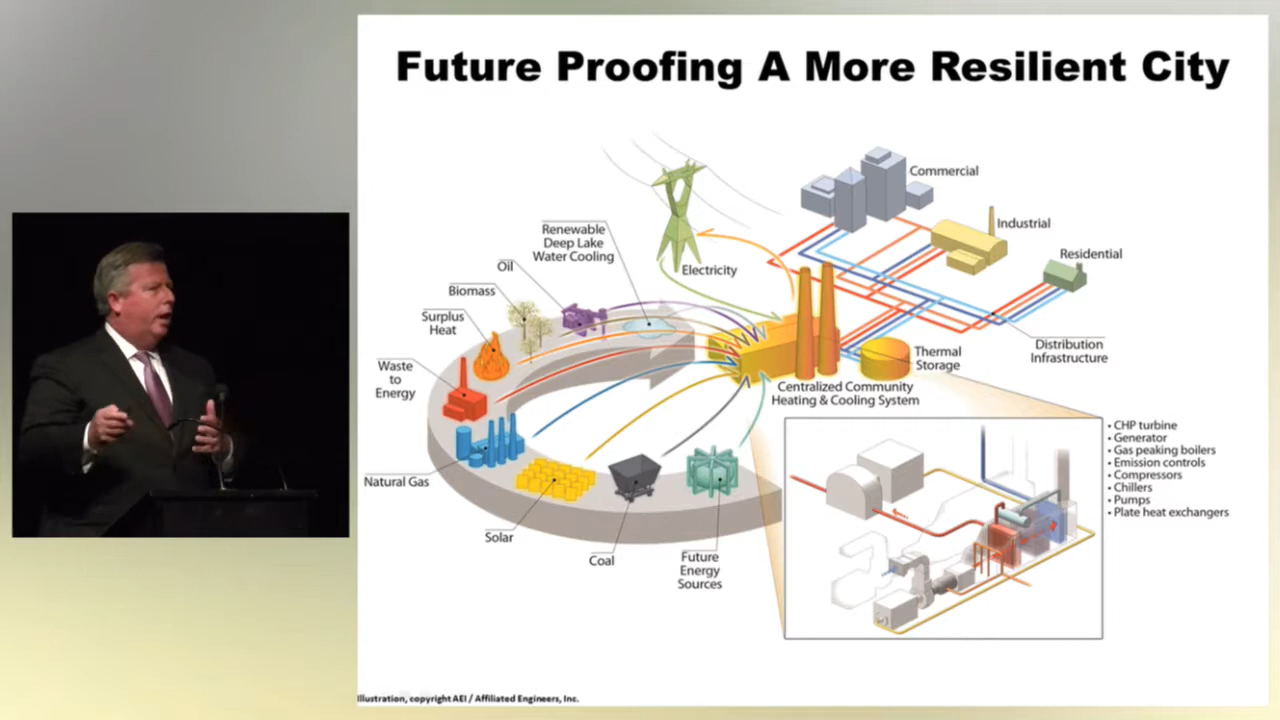 Future Proofing A More Resilient City
Commercial
Industrial
Residential
Distribution
Infrastructure
Electricity
Renewable
Deep Lake
Water Cooling
Oil
Biomass
Surplus
Heat
Waste
to
Energy
Natural Gas
Solar
Coal
Future
Energy
Sources
Thermal
Storage
Centralized Community
Heating & Cooling System
• CHP turbine
• Generator
• Gas peaking boilers
• Emission controls
• Compressors
• Chillers
• Pumps
• Plate heat exchangers
Illustration, copyright AEI / Affiliated Engineers, Inc.